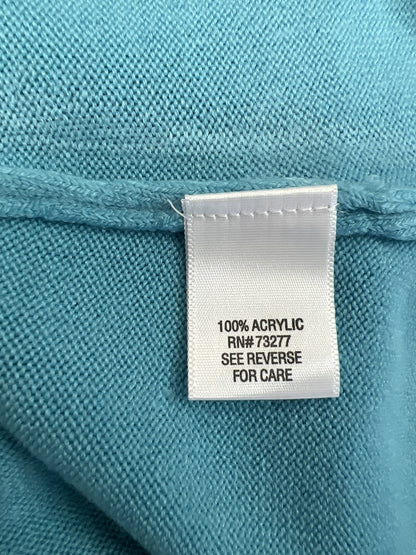 100% ACRYLIC
RN# 73277
SEE REVERSE
FOR CARE